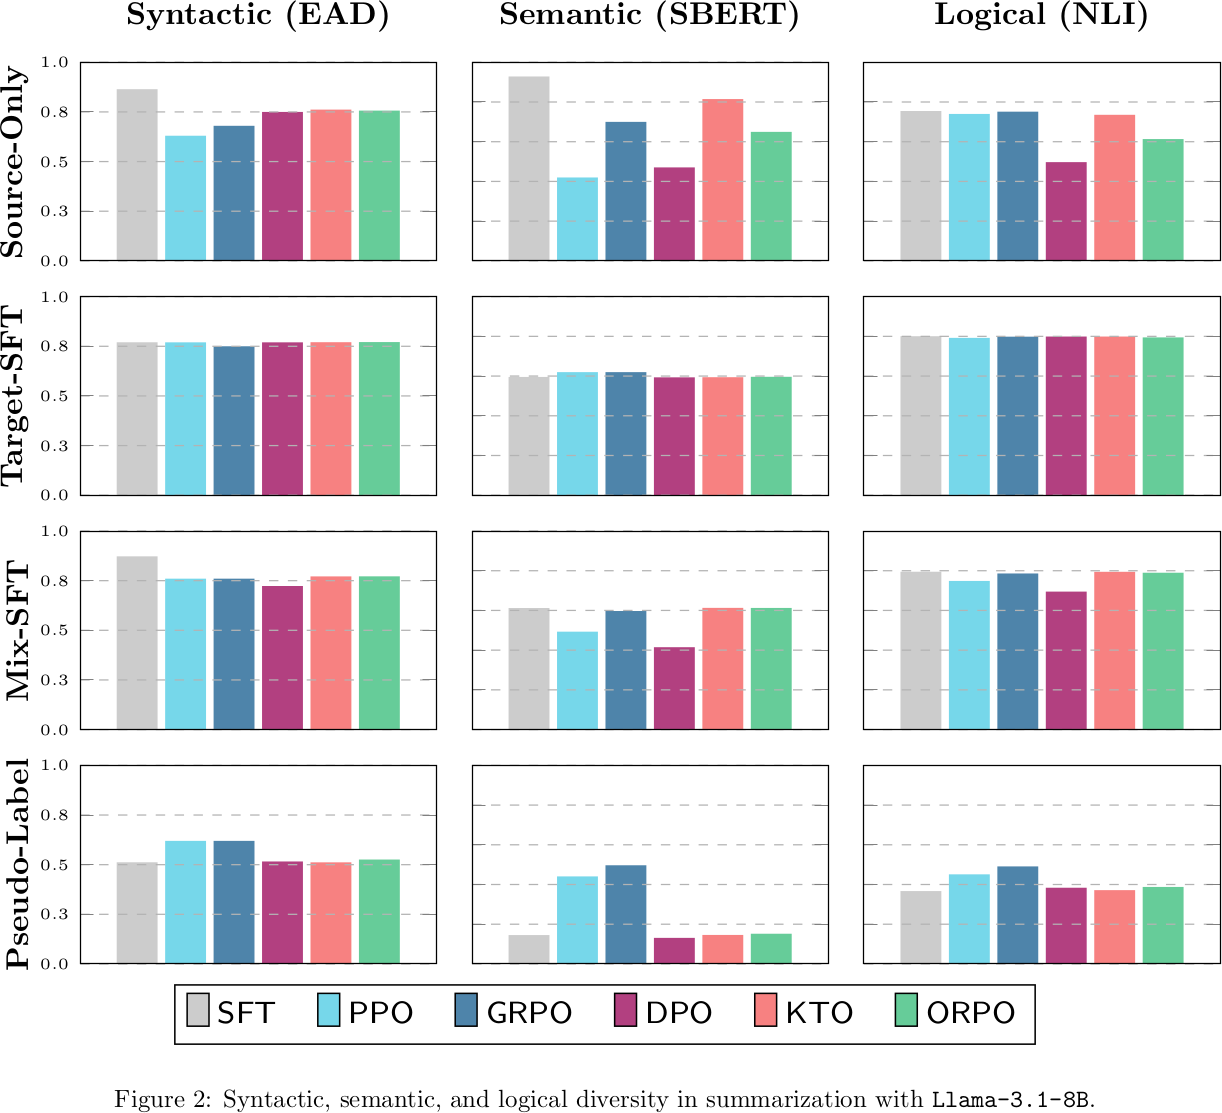 Syntactic (EAD) Semantic (SBERT) Logical (NLI)
Source-Only
1.0
0.8
0.5
0.3
0.0
Target-SFT
1.0
0.8
0.5
0.3
0.0
Mix-SFT
1.0
0.8
0.5
0.3
0.0
Pseudo-Label
1.0
0.8
0.5
0.3
0.0
SFT PPO GRPO DPO KTO ORPO
Figure 2: Syntactic, semantic, and logical diversity in summarization with Llama-3.1-8B.